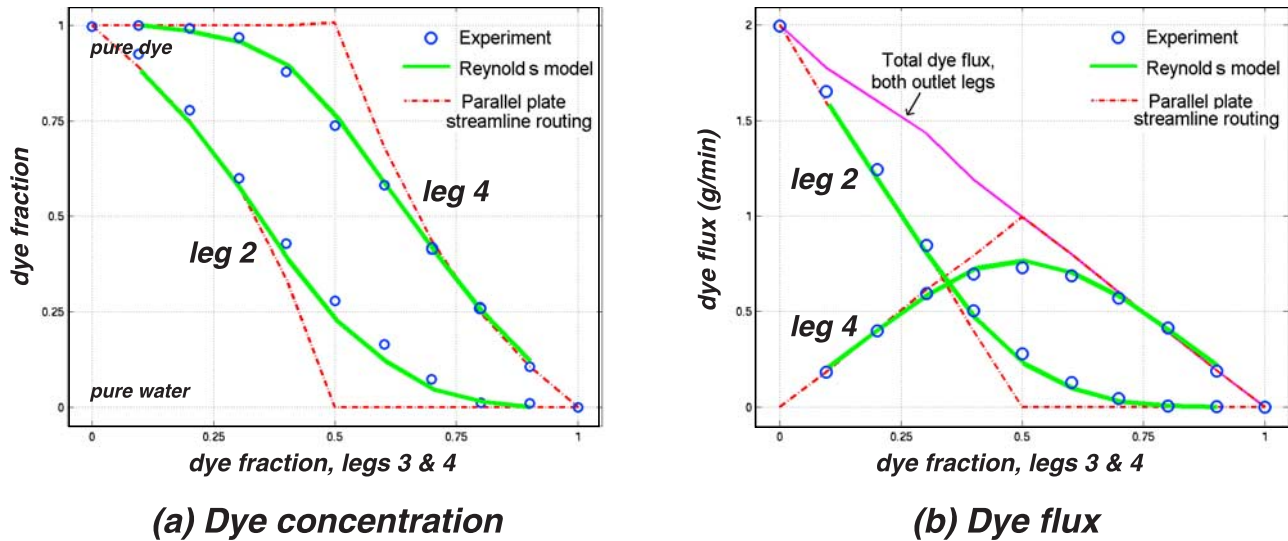 1
0.75
0.5
0.25
0
pure dye
Experiment
Reynold s model
Parallel plate
streamline routing
leg 4
leg 2
pure water
dye fraction
0
0.25
0.5
0.75
1
dye fraction, legs 3 & 4
(a) Dye concentration
2
1.5
1
0.5
0
Total dye flux,
both outlet legs
Experiment
Reynold s model
Parallel plate
streamline routing
leg 2
leg 4
dye flux (g/min)
0
0.25
0.5
0.75
1
dye fraction, legs 3 & 4
(b) Dye flux